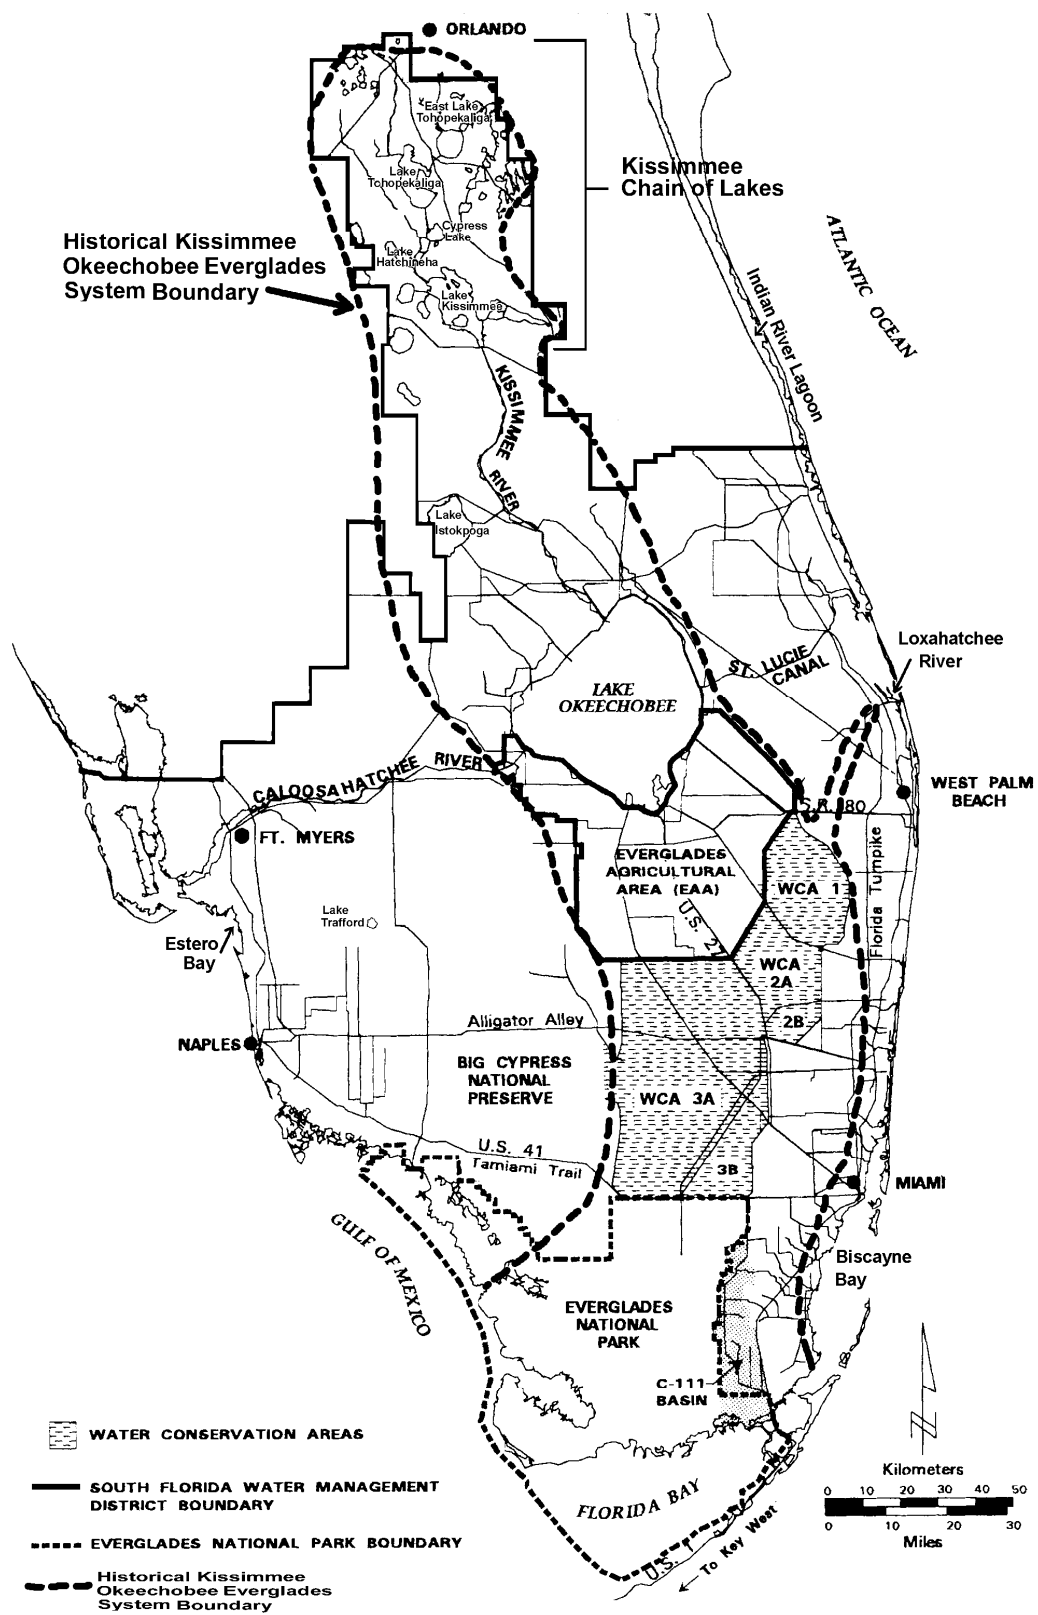 ORLANDO
East Lake
Tohopekaliga
Kissimmee
Chain of Lakes
Lake
Tohopekaliga
ATLANTIC OCEAN
Cypress
Lake
Historical Kissimmee
Okeechobee Everglades
System Boundary
Lake
Hatchineha
Indian River Lagoon
Lake
Kissimmee
KISSIMMEE
RIVER
Lake
Istokpoga
Loxahatchee
River
ST. LUCIE
CANAL
LAKE
OKEECHOBEE
CALOOSAHATCHEE RIVER
WEST PALM
BEACH
S.R. 80
FT. MYERS
EVERGLADES
AGRICULTURAL
AREA (EAA)
WCA 1
Florida Turnpike
Lake
Trafford
U.S. 27
Estero
Bay
WCA
2A
2B
Alligator Alley
NAPLES
BIG CYPRESS
NATIONAL
PRESERVE
WCA 3A
U.S. 41
Tamiami Trail
3B
MIAMI
GULF OF MEXICO
Biscayne
Bay
EVERGLADES
NATIONAL
PARK
C-111
BASIN
WATER CONSERVATION AREAS
Kilometers
0 10 20 30 40 50
0 10 20 30
Miles
SOUTH FLORIDA WATER MANAGEMENT
DISTRICT BOUNDARY
FLORIDA BAY
EVERGLADES NATIONAL PARK BOUNDARY
U.S. 1
To Key West
Historical Kissimmee
Okeechobee Everglades
System Boundary